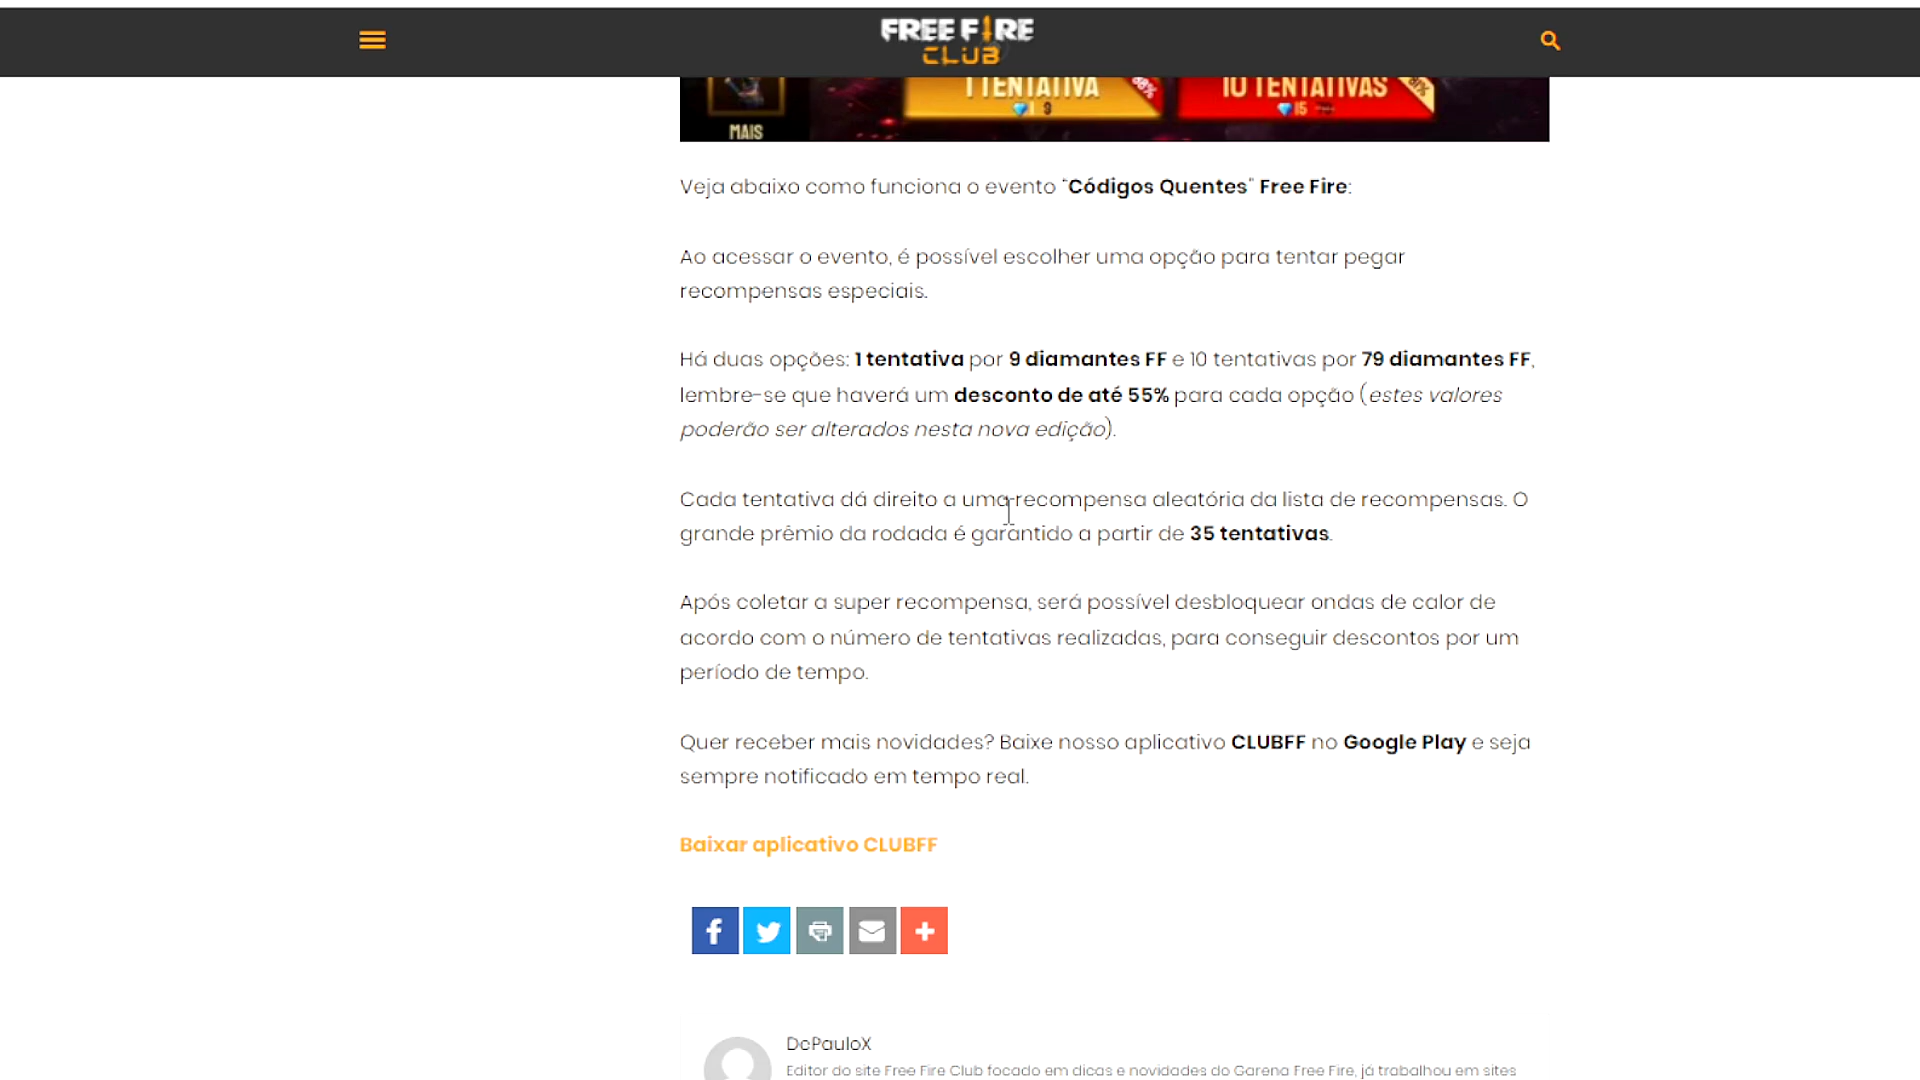 FREE FIRE
CLUB
1 TENTATIVA
88%
9
10 TENTATIVAS
15
MAIS
Veja abaixo como funciona o evento “Códigos Quentes” Free Fire:
Ao acessar o evento, é possível escolher uma opção para tentar pegar
recompensas especiais.
Há duas opções: 1 tentativa por 9 diamantes FF e 10 tentativas por 79 diamantes FF,
lembre-se que haverá um desconto de até 55% para cada opção (estes valores
poderão ser alterados nesta nova edição).
Cada tentativa dá direito a uma recompensa aleatória da lista de recompensas. O
grande prêmio da rodada é garantido a partir de 35 tentativas.
Após coletar a super recompensa, será possível desbloquear ondas de calor de
acordo com o número de tentativas realizadas, para conseguir descontos por um
período de tempo.
Quer receber mais novidades? Baixe nosso aplicativo CLUBFF no Google Play e seja
sempre notificado em tempo real.
Baixar aplicativo CLUBFF
DePauloX
Editor do site Free Fire Club focado em dicas e novidades do Garena Free Fire, já trabalhou em sites